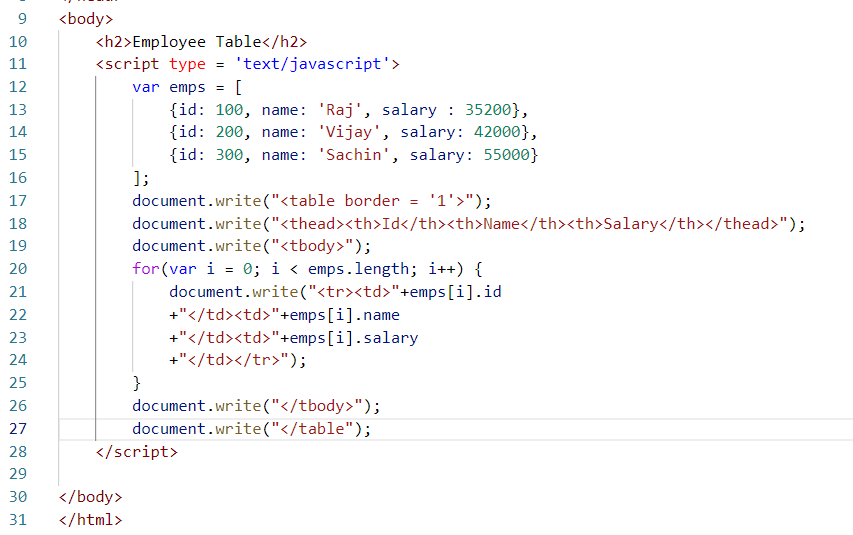 9 <body>
10 <h2>Employee Table</h2>
11 <script type = 'text/javascript'>
12 var emps = [
13 {id: 100, name: 'Raj', salary : 35200},
14 {id: 200, name: 'Vijay', salary: 42000},
15 {id: 300, name: 'Sachin', salary: 55000}
16 ];
17 document.write("<table border = '1'>");
18 document.write("<thead><th>Id</th><th>Name</th><th>Salary</th></thead>");
19 document.write("<tbody>");
20 for(var i = 0; i < emps.length; i++) {
21 document.write("<tr><td>"+emps[i].id
22 +"</td><td>"+emps[i].name
23 +"</td><td>"+emps[i].salary
24 +"</td></tr>");
25 }
26 document.write("</tbody>");
27 document.write("</table");
28 </script>
29
30 </body>
31 </html>